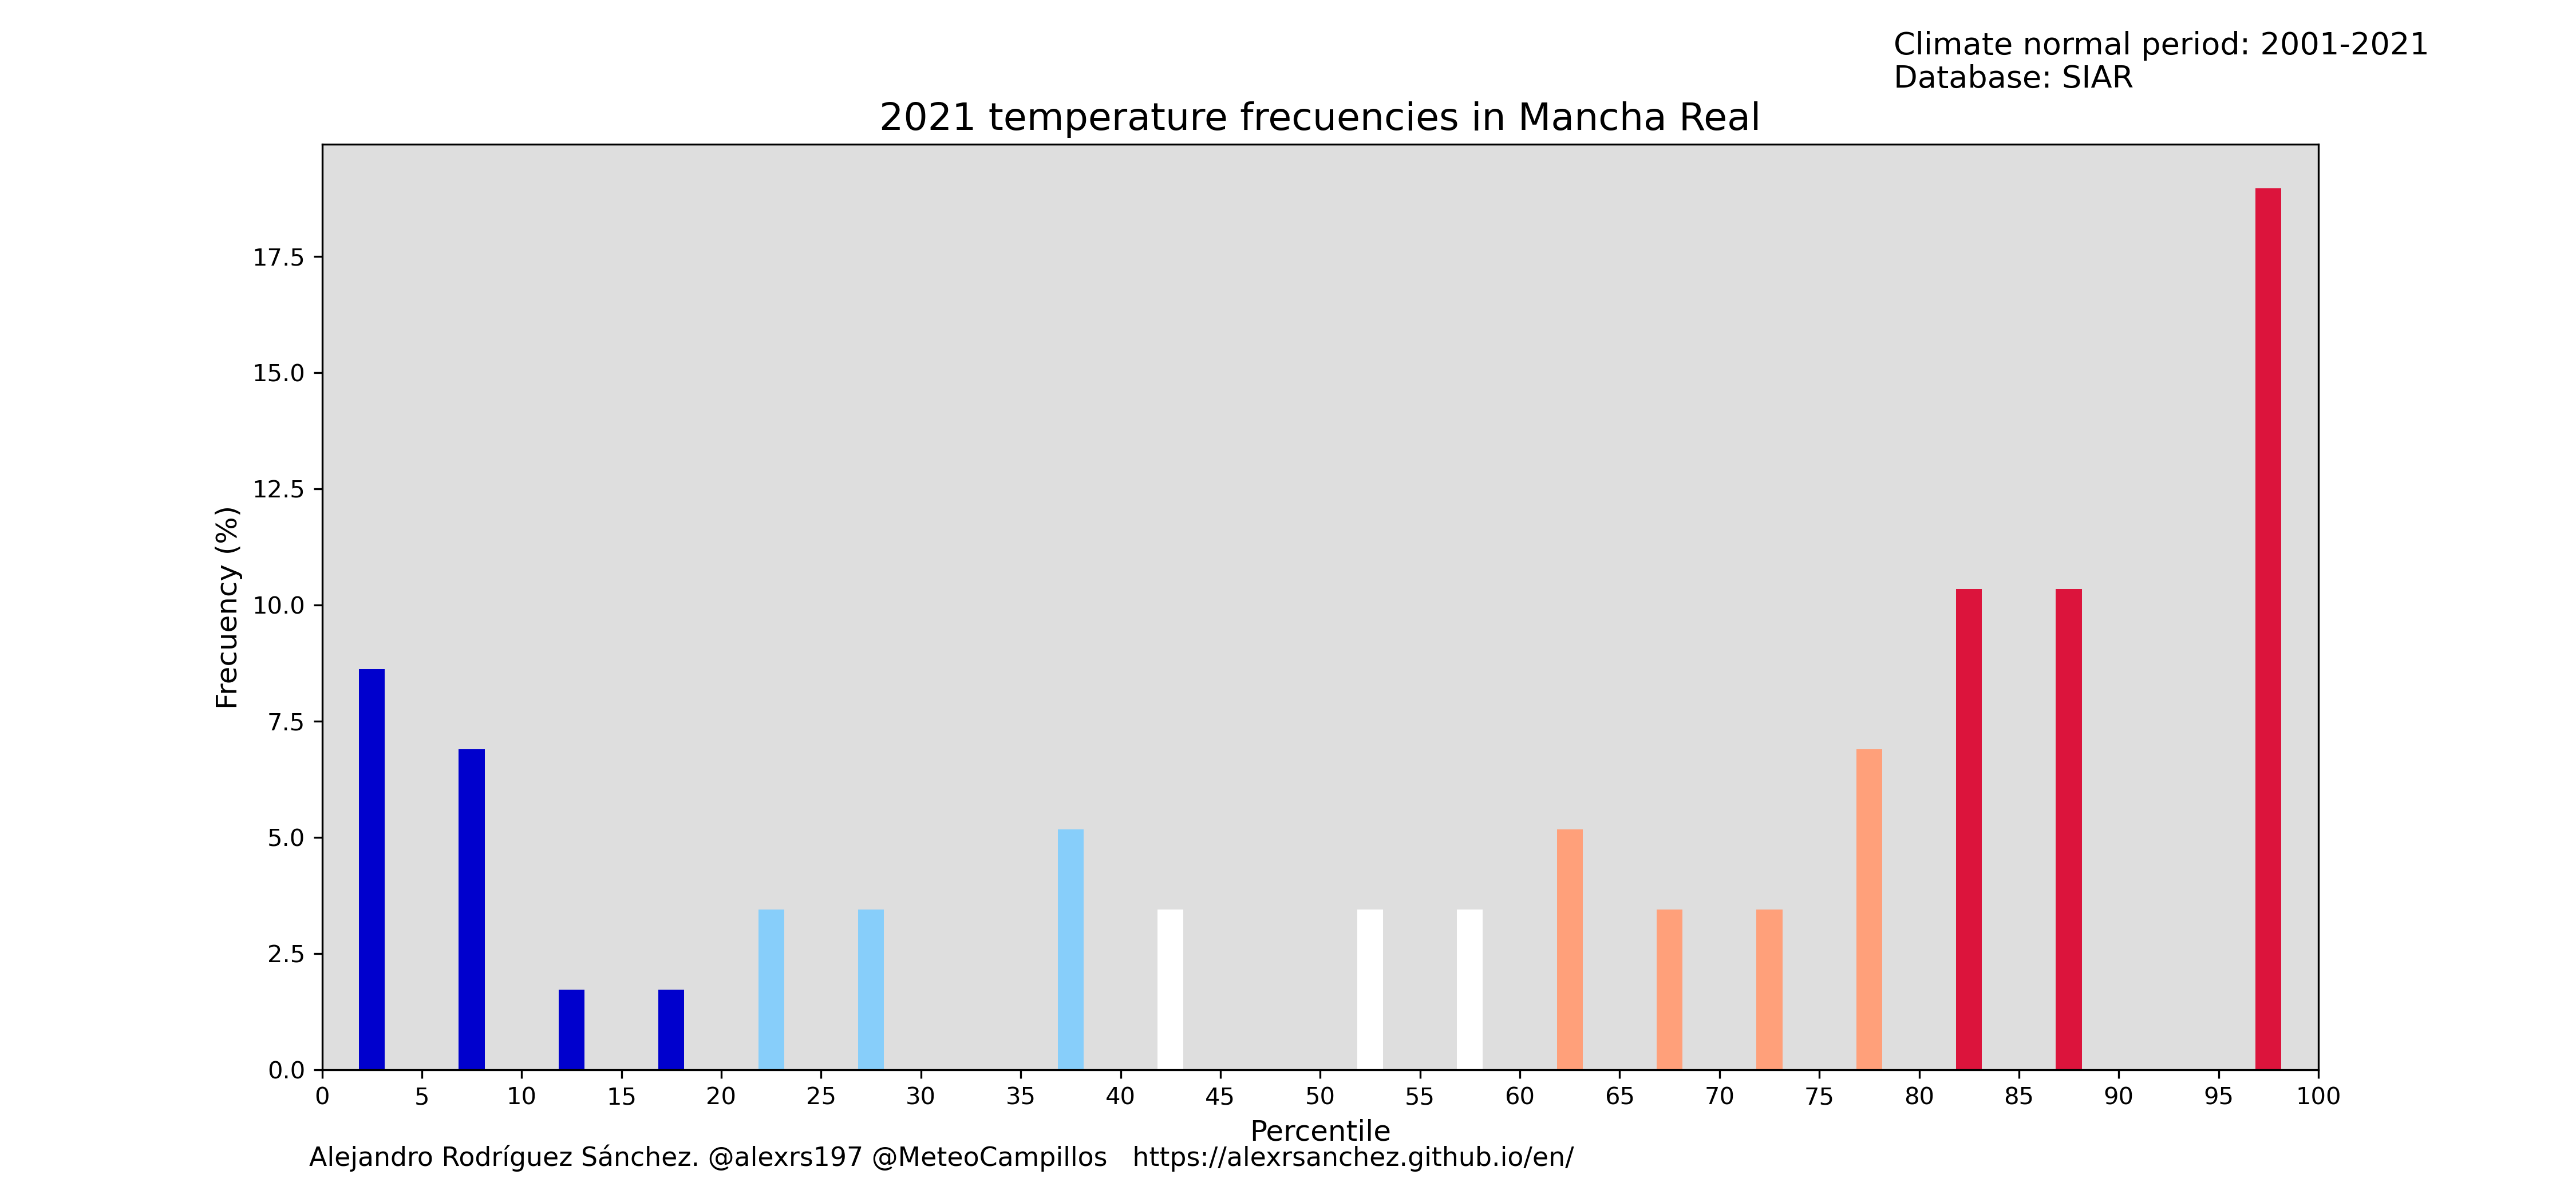 Climate normal period: 2001-2021
Database: SIAR
2021 temperature frecuencies in Mancha Real
Frecuency (%)
17.5
15.0
12.5
10.0
7.5
5.0
2.5
0.0
0 5 10 15 20 25 30 35 40 45 50 55 60 65 70 75 80 85 90 95 100
Percentile
Alejandro Rodríguez Sánchez. @alexrs197 @MeteoCampillos https://alexrsanchez.github.io/en/